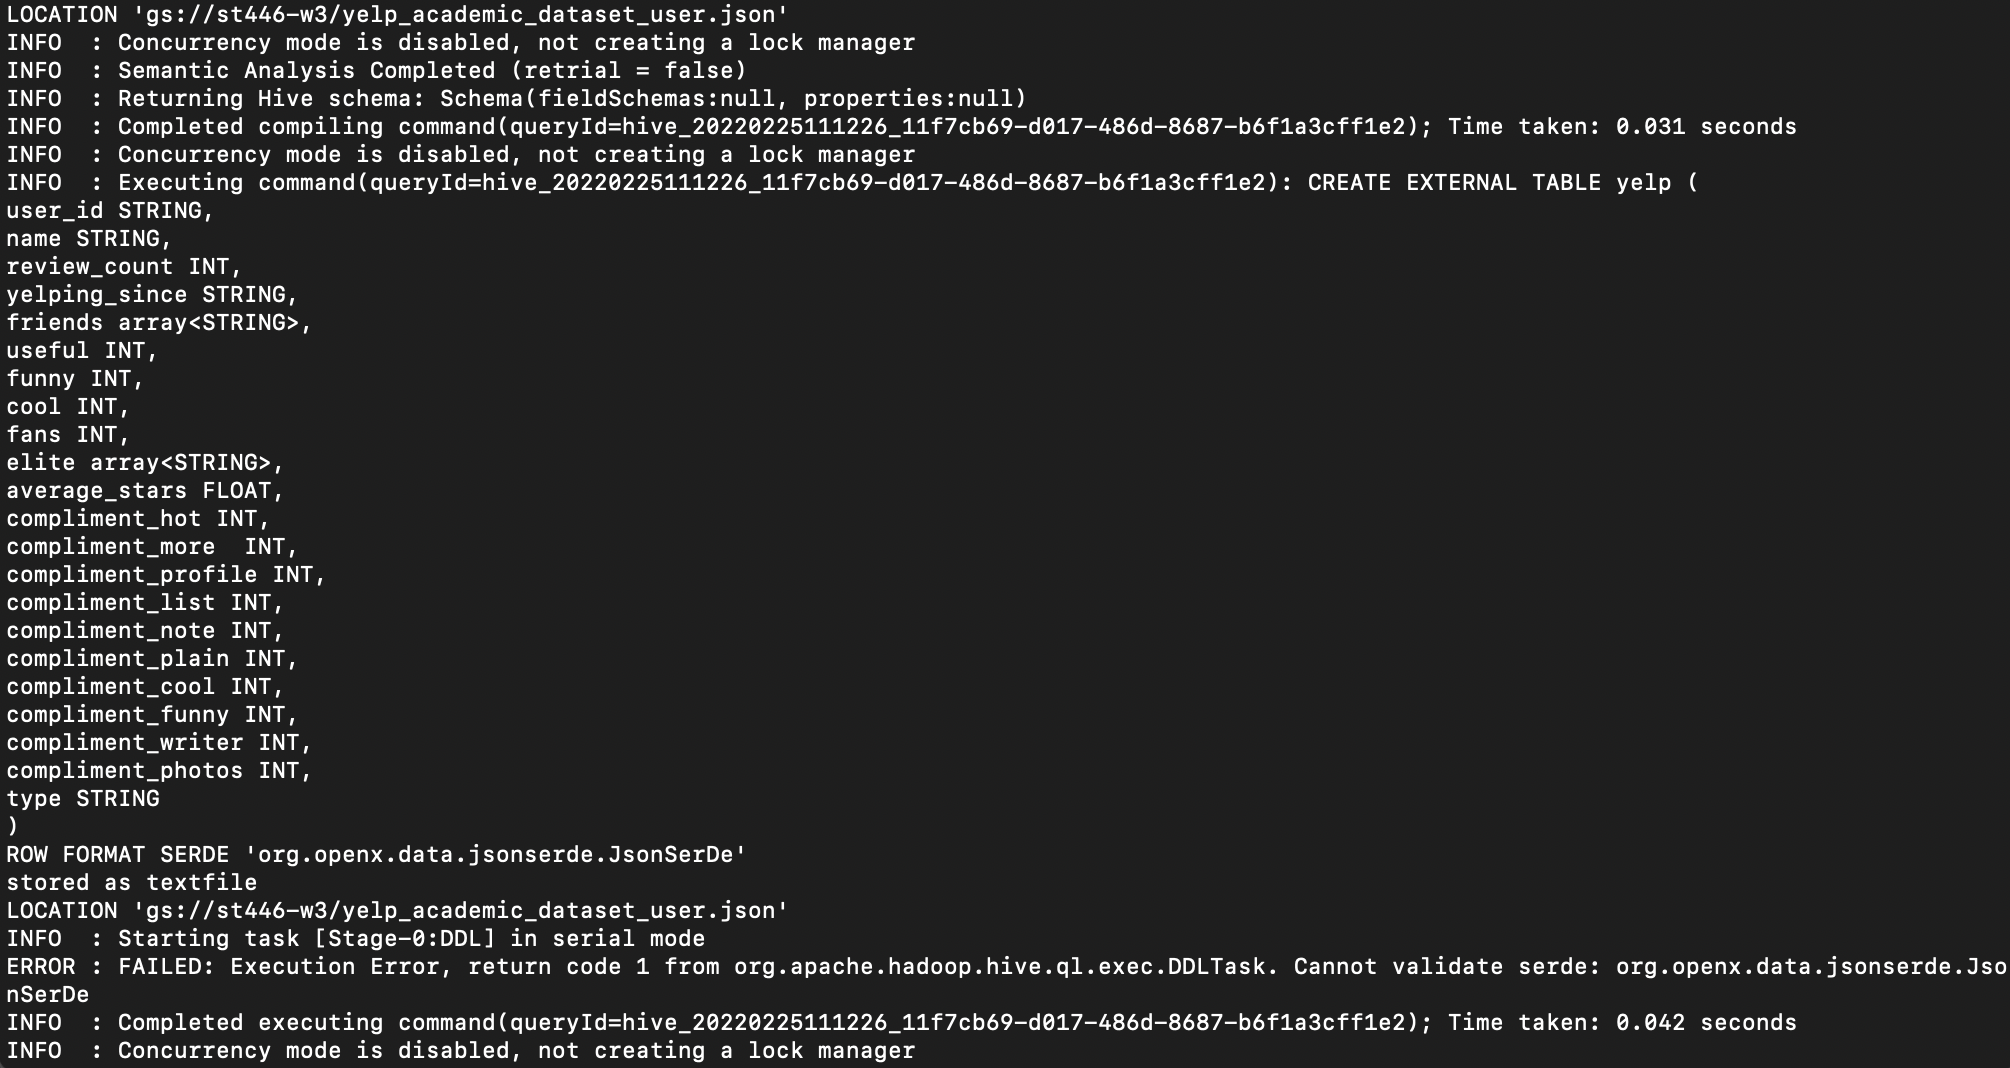 LOCATION 'gs://st446-w3/yelp_academic_dataset_user.json'
INFO  : Concurrency mode is disabled, not creating a lock manager
INFO  : Semantic Analysis Completed (retrial = false)
INFO  : Returning Hive schema: Schema(fieldSchemas:null, properties:null)
INFO  : Completed compiling command(queryId=hive_20220225111226_11f7cb69-d017-486d-8687-b6f1a3cff1e2); Time taken: 0.031 seconds
INFO  : Concurrency mode is disabled, not creating a lock manager
INFO  : Executing command(queryId=hive_20220225111226_11f7cb69-d017-486d-8687-b6f1a3cff1e2): CREATE EXTERNAL TABLE yelp (
user_id STRING,
name STRING,
review_count INT,
yelping_since STRING,
friends array<STRING>,
useful INT,
funny INT,
cool INT,
fans INT,
elite array<STRING>,
average_stars FLOAT,
compliment_hot INT,
compliment_more  INT,
compliment_profile INT,
compliment_list INT,
compliment_note INT,
compliment_plain INT,
compliment_cool INT,
compliment_funny INT,
compliment_writer INT,
compliment_photos INT,
type STRING
)
ROW FORMAT SERDE 'org.openx.data.jsonserde.JsonSerDe'
stored as textfile
LOCATION 'gs://st446-w3/yelp_academic_dataset_user.json'
INFO  : Starting task [Stage-0:DDL] in serial mode
ERROR : FAILED: Execution Error, return code 1 from org.apache.hadoop.hive.ql.exec.DDLTask. Cannot validate serde: org.openx.data.jsonserde.Jso
nSerDe
INFO  : Completed executing command(queryId=hive_20220225111226_11f7cb69-d017-486d-8687-b6f1a3cff1e2); Time taken: 0.042 seconds
INFO  : Concurrency mode is disabled, not creating a lock manager